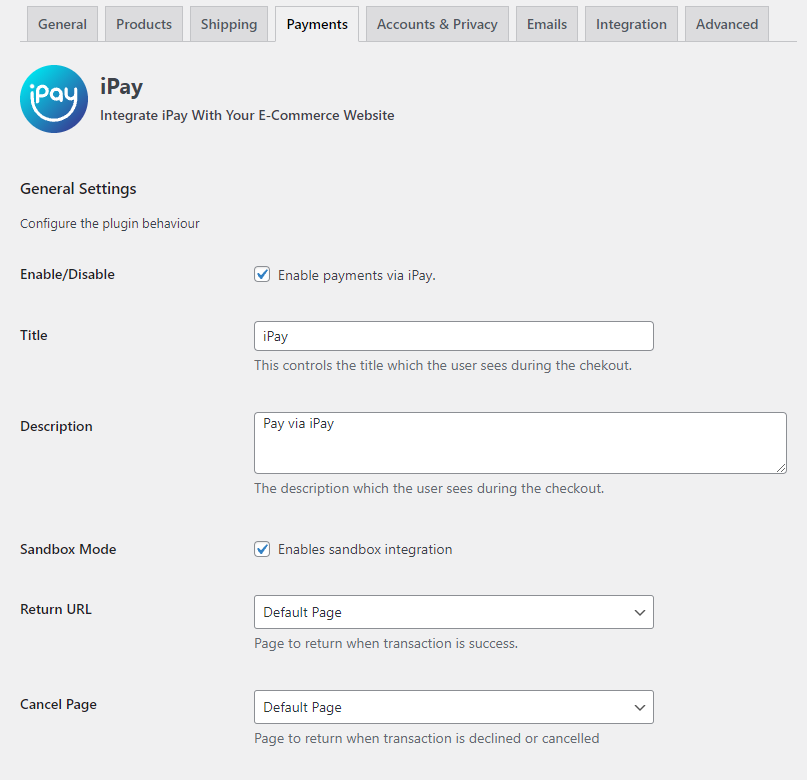 General Products Shipping Payments Accounts & Privacy Emails Integration Advanced
iPay
iPay
Integrate iPay With Your E-Commerce Website
General Settings
Configure the plugin behaviour
Enable/Disable Enable payments via iPay.
Title iPay
This controls the title which the user sees during the chekout.
Description Pay via iPay
The description which the user sees during the checkout.
Sandbox Mode Enables sandbox integration
Return URL Default Page
Page to return when transaction is success.
Cancel Page Default Page
Page to return when transaction is declined or cancelled